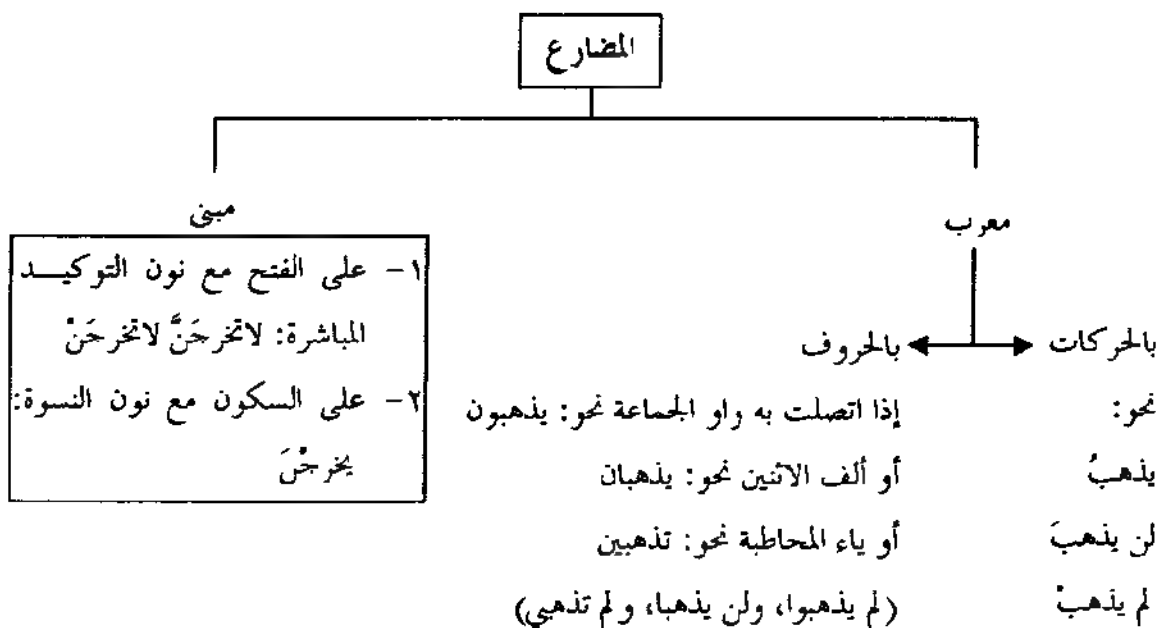 المضارع
معرب
بالحركات
نحو:
يذهبُ
لن يذهبَ
لم يذهبْ
بالحروف
إذا اتصلت به واو الجماعة نحو: يذهبون
أو ألف الاثنين نحو: يذهبان
أو ياء المخاطبة نحو: تذهبين
(لم يذهبوا، ولن يذهبا، و لم تذهبي)
مبنى
١- على الفتح مع نون التوكيـــد
المباشرة: لاتخرجَنَّ لاتخرجَنْ
٢- على السكون مع نون النسوة:
يخرجْنَ